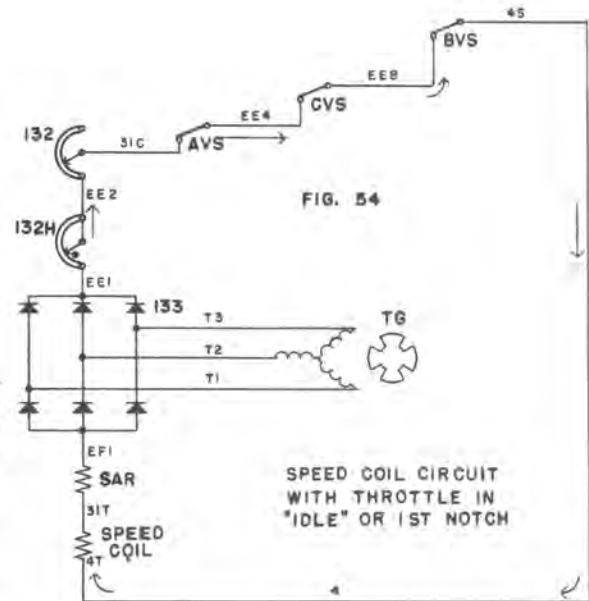 4S
BVS
EE8
CVS
EE4
AVS
31C
132
FIG. 54
EE2
132H
EE1
133
T3
TG
T2
T1
EF1
SAR
31T
SPEED
COIL
4T
SPEED COIL CIRCUIT
WITH THROTTLE IN
"IDLE" OR 1ST NOTCH
4